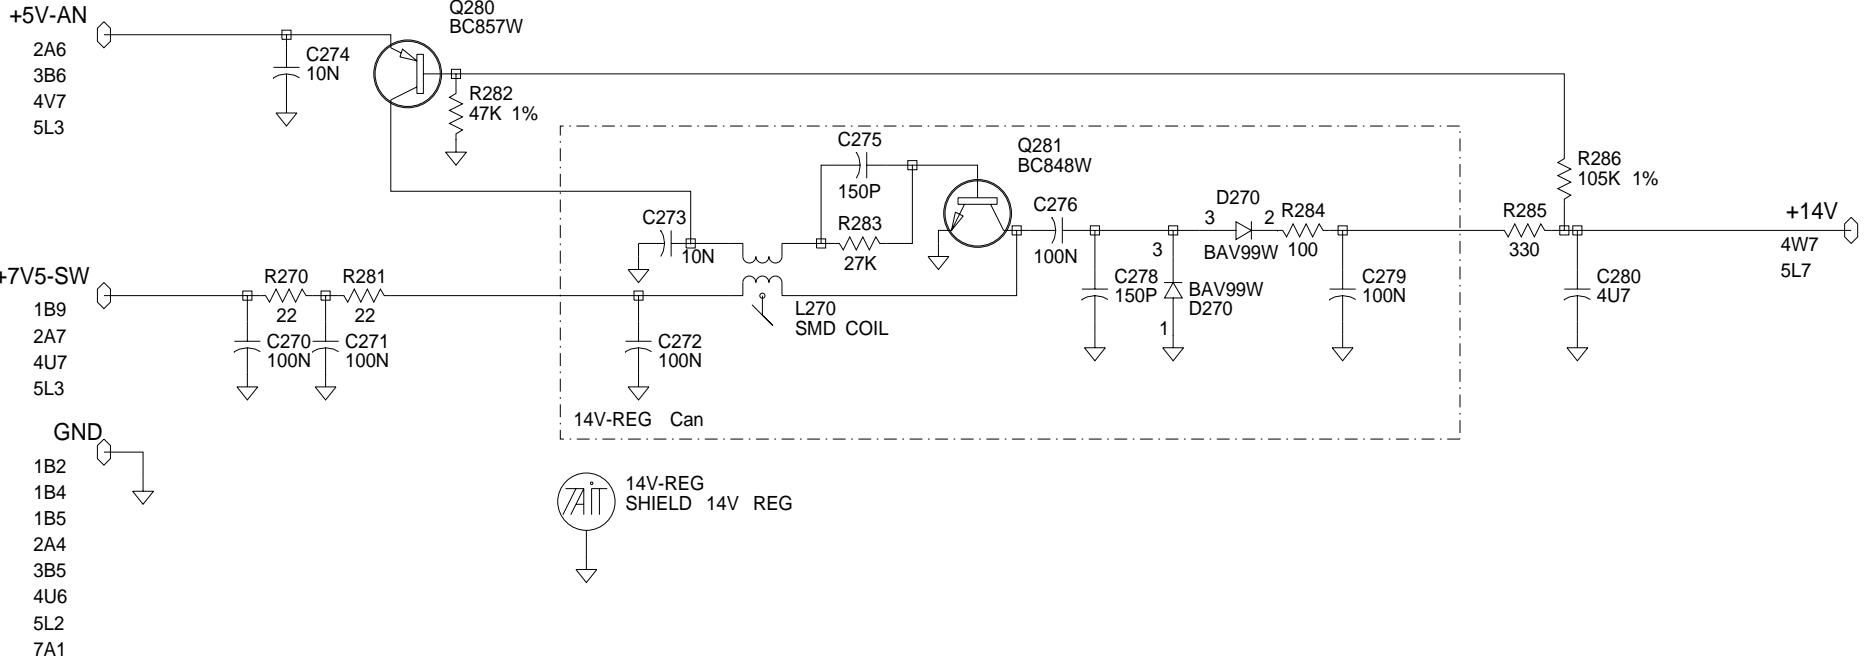 +5V-AN
2A6
3B6
4V7
5L3
C274
10N
Q280
BC857W
R282
47K 1%
C275
150P
R283
27K
Q281
BC848W
C273
10N
C276
100N
D270
3
2
BAV99W
R284
100
C278
150P
3
BAV99W
D270
1
C279
100N
R285
330
R286
105K 1%
C280
4U7
+14V
4W7
5L7
+7V5-SW
1B9
2A7
4U7
5L3
R270
22
R281
22
C270
100N
C271
100N
C272
100N
L270
SMD COIL
14V-REG Can
GND
1B2
1B4
1B5
2A4
3B5
4U6
5L2
7A1
TAIT
14V-REG
SHIELD 14V REG